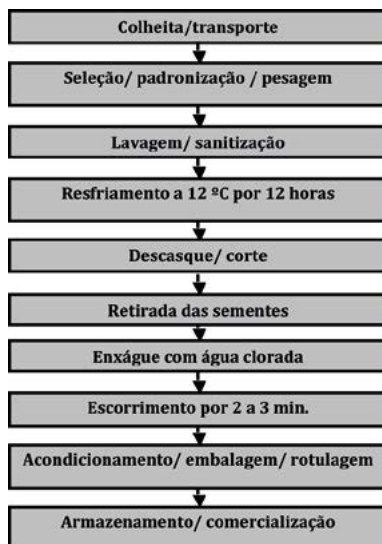 Colheita/transporte
Seleção/ padronização / pesagem
Lavagem/ sanitização
Resfriamento a 12 ºC por 12 horas
Descasque/ corte
Retirada das sementes
Enxágue com água clorada
Escorrimento por 2 a 3 min.
Acondicionamento/ embalagem/ rotulagem
Armazenamento/ comercialização